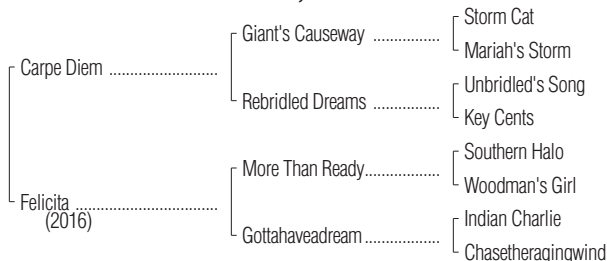 Storm Cat
Giant's Causeway ................
Mariah's Storm
Carpe Diem ..........................
Unbridled's Song
Rebridled Dreams ................
Key Cents
Southern Halo
More Than Ready..................
Woodman's Girl
Felicita ..................................
(2016)
Indian Charlie
Gottahaveadream..................
Chasetheragingwind